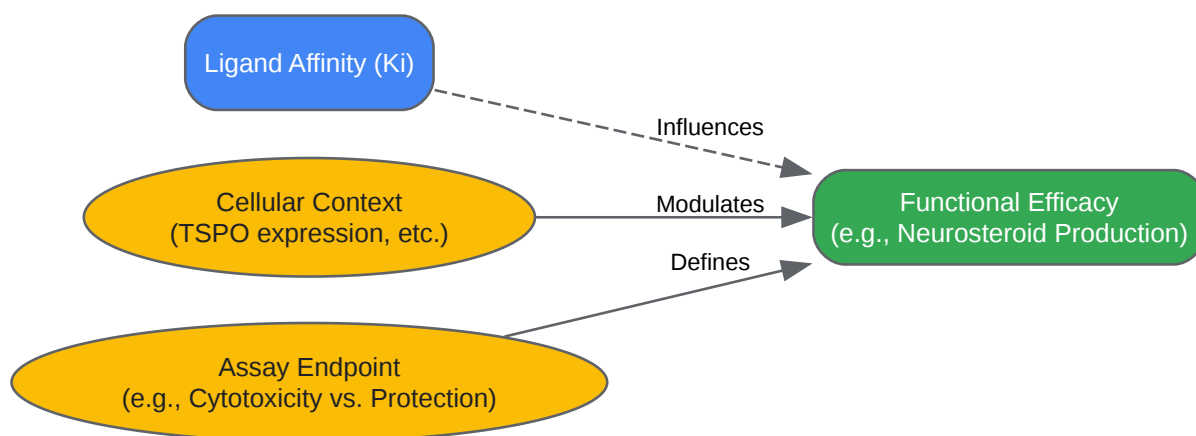 Ligand Affinity (Ki)
Influences
Cellular Context
(TSPO expression, etc.)
Modulates
Functional Efficacy
(e.g., Neurosteroid Production)
Defines
Assay Endpoint
(e.g., Cytotoxicity vs. Protection)